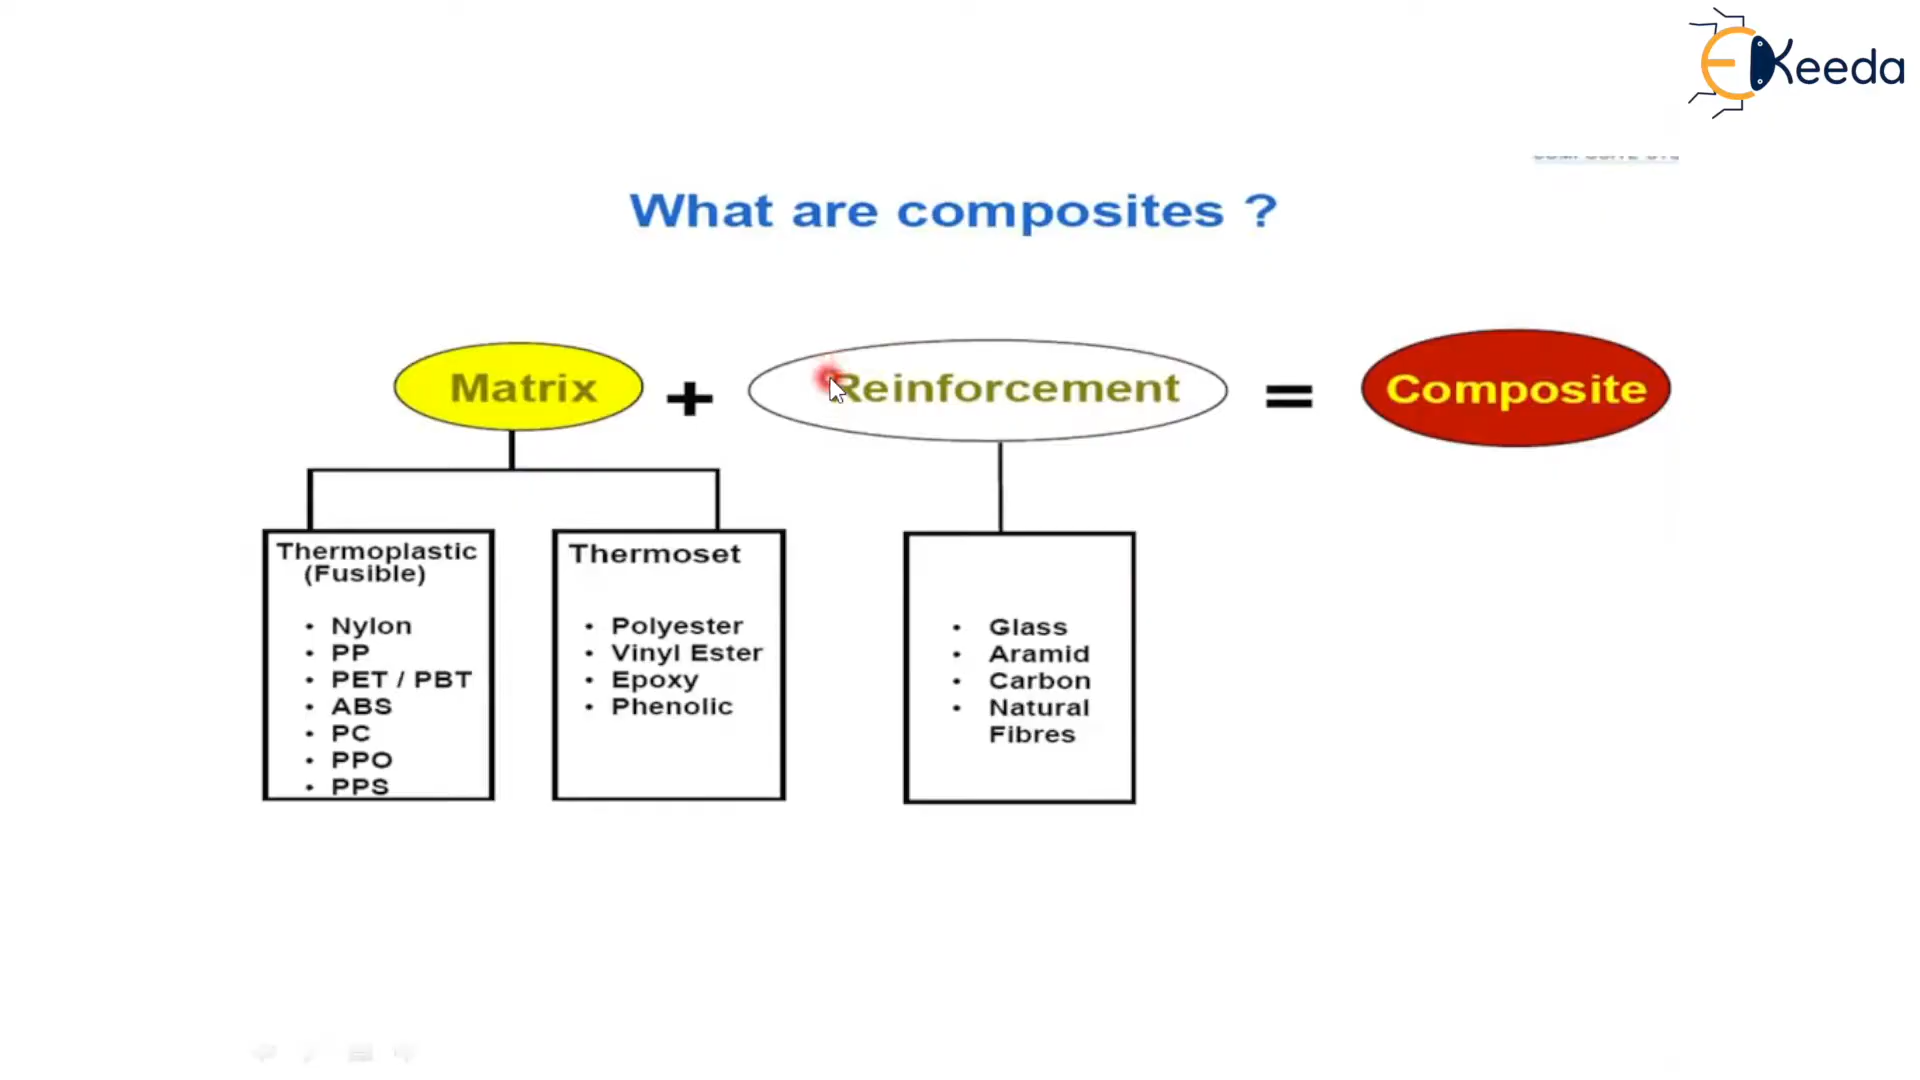 EKeeda
What are composites ?
Matrix + Reinforcement = Composite
Thermoplastic
(Fusible)
• Nylon
• PP
• PET / PBT
• ABS
• PC
• PPO
• PPS
Thermoset
• Polyester
• Vinyl Ester
• Epoxy
• Phenolic
• Glass
• Aramid
• Carbon
• Natural
Fibres